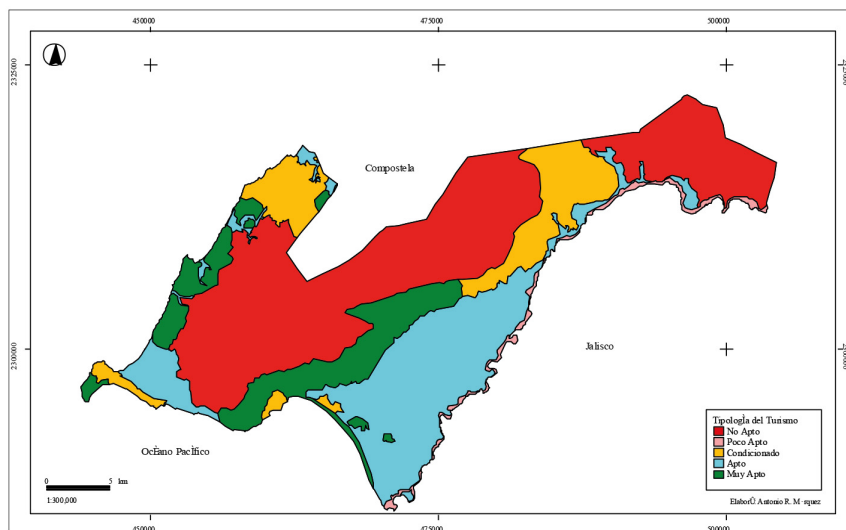 450000 475000 500000
2325000
Compostela
Jalisco
2300000
OcÈano PacÌfico
TipologÌa del Turismo
No Apto
Poco Apto
Condicionado
Apto
Muy Apto
0 5 km
1:300,000
ElaborÛ: Antonio R. M·squez
450000 475000 500000